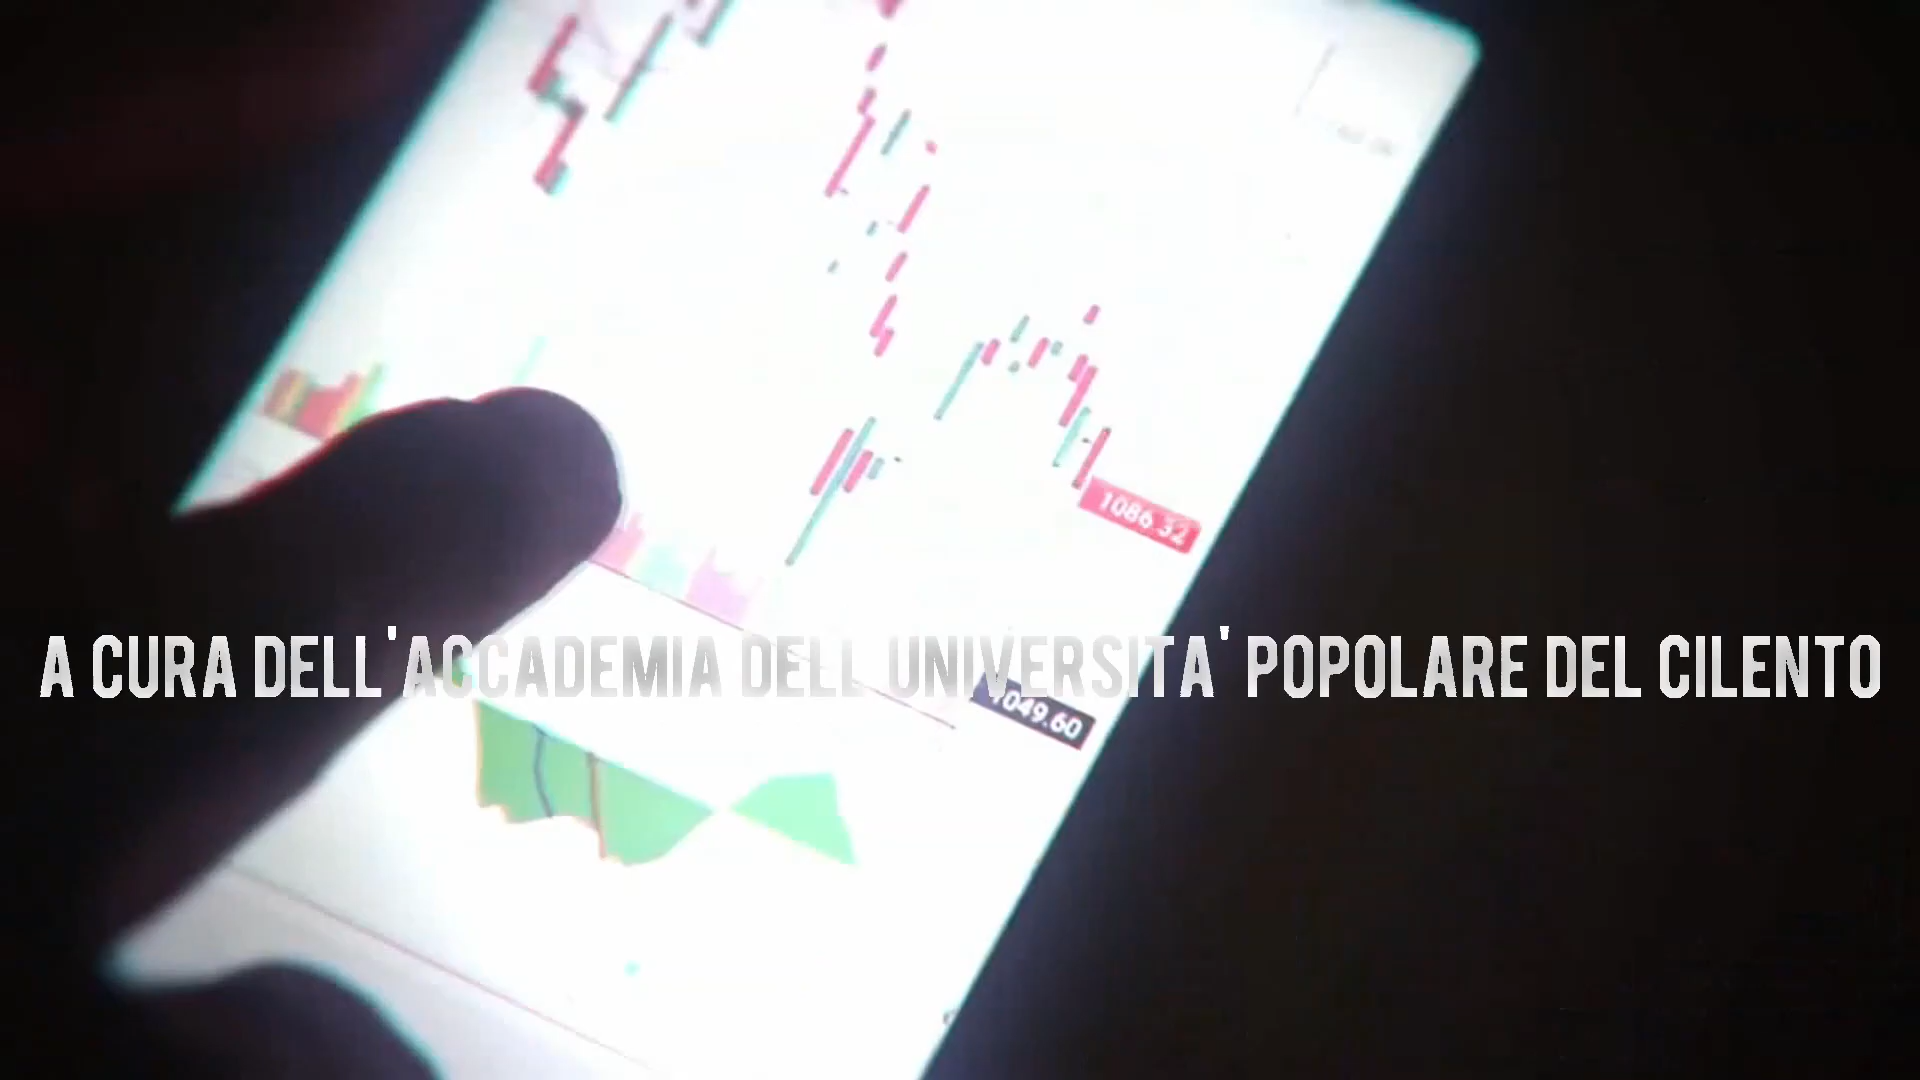 1086.32
A CURA DELL'ACCADEMIA DELL UNIVERSITA' POPOLARE DEL CILENTO
1049.60